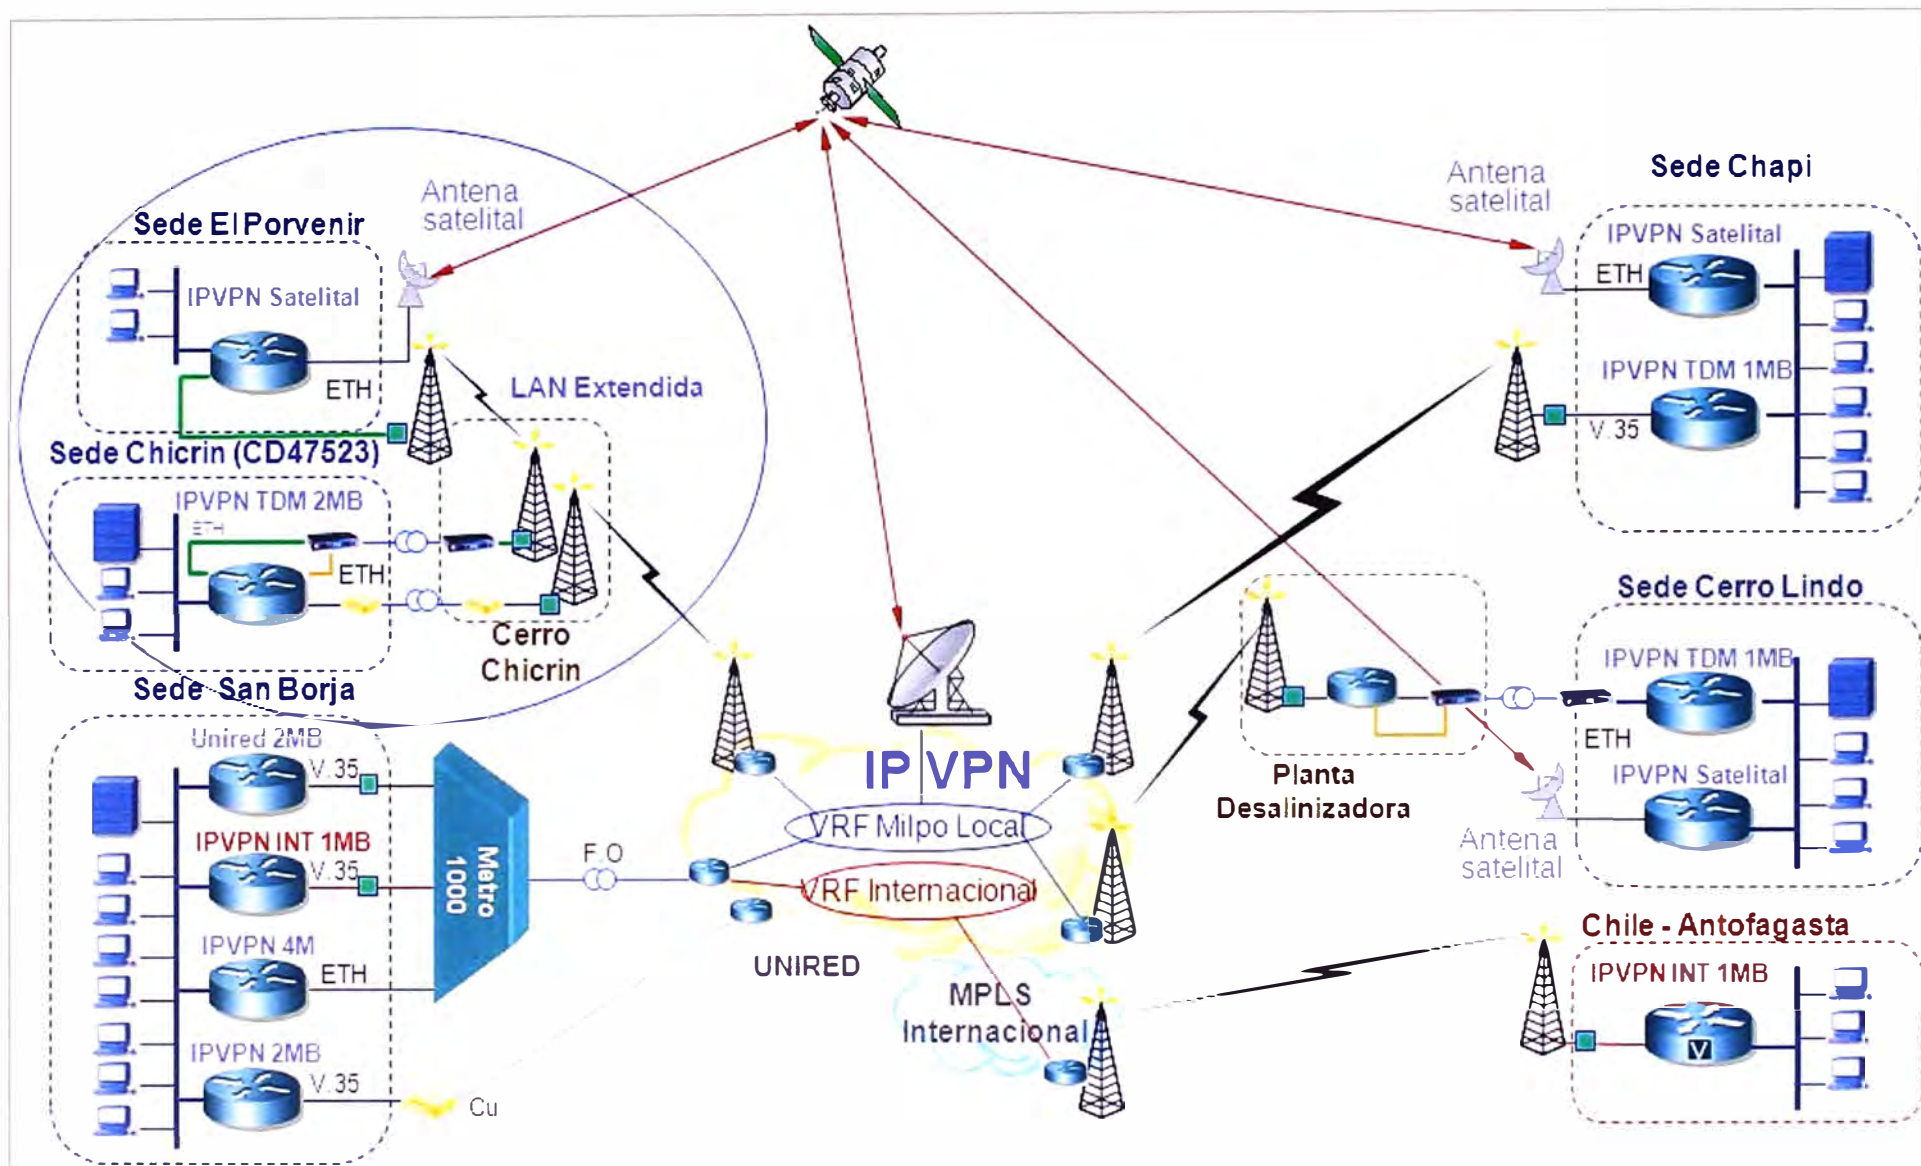 Antena
satelital
Sede El Porvenir
IPVPN Satelital
ETH
LAN Extendida
Sede Chicrin (CD47523)
IPVPN TDM 2MB
ETH
ETH
Cerro
Chicrin
Sede San Borja
Unired 2MB
V.35
IPVPN INT 1MB
V.35
IPVPN 4M
ETH
IPVPN 2MB
V.35
Cu
Metro
1000
F.O
IP VPN
VRF Milpo Local
VRF Internacional
UNIRED
MPLS
Internacional
Sede Chapi
Antena
satelital
IPVPN Satelital
ETH
IPVPN TDM 1MB
V.35
Sede Cerro Lindo
IPVPN TDM 1MB
ETH
IPVPN Satelital
Planta
Desalinizadora
Antena
satelital
Chile - Antofagasta
IPVPN INT 1MB
V